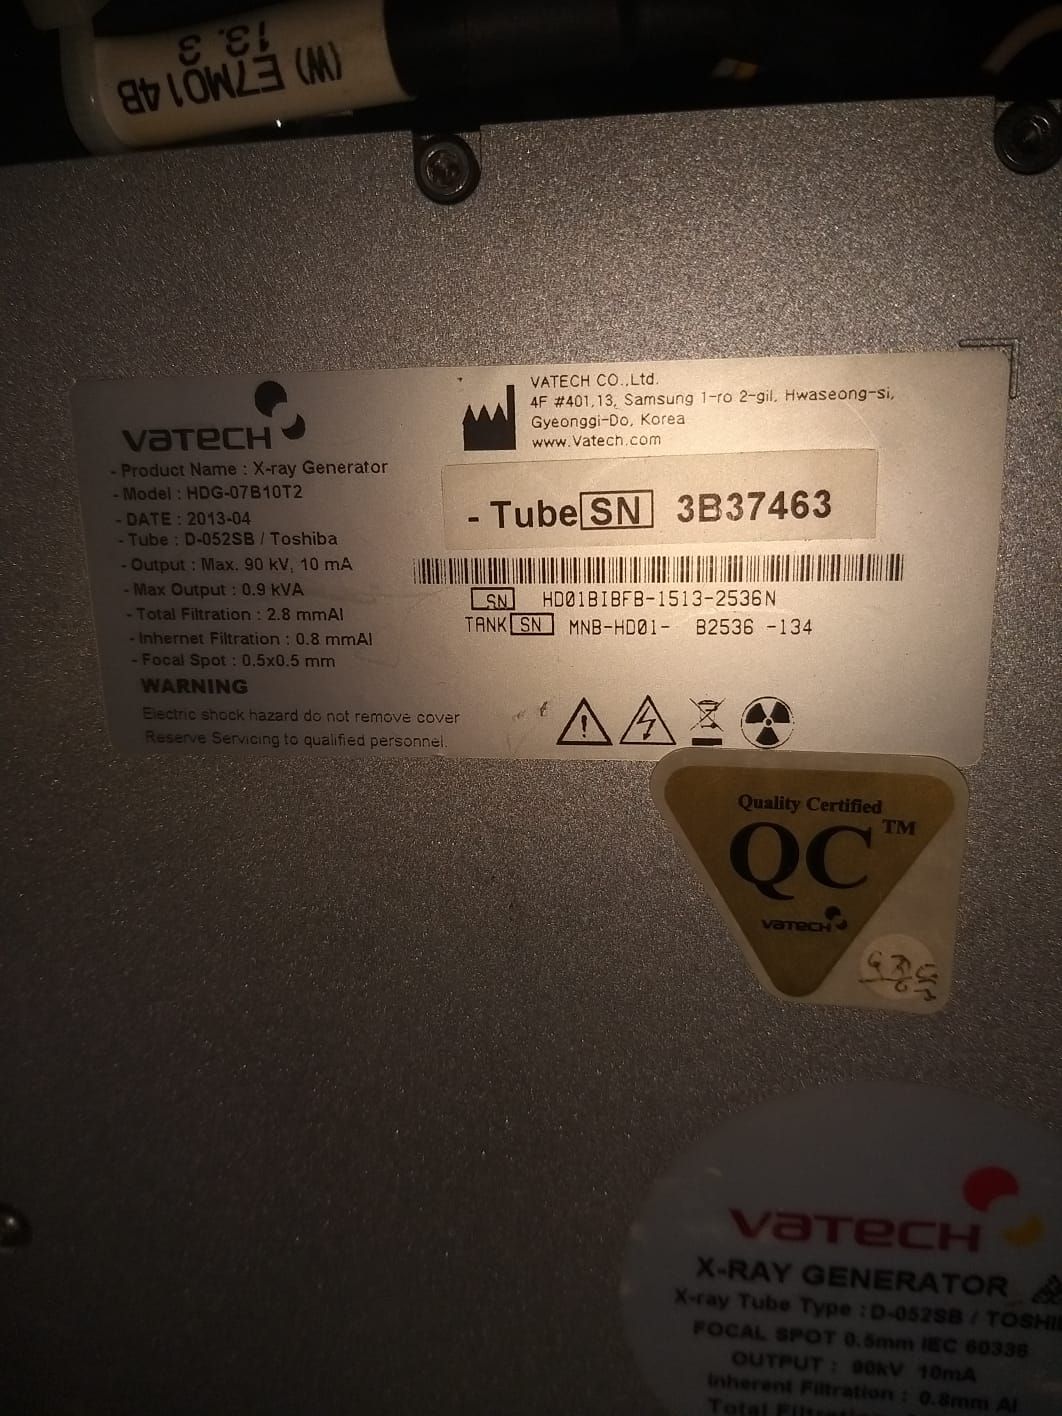 (W) E7M014B
13. 3
vatech
- Product Name : X-ray Generator
- Model : HDG-07B10T2
- DATE : 2013-04
- Tube : D-052SB / Toshiba
- Output : Max. 90 kV, 10 mA
- Max Output : 0.9 kVA
- Total Filtration : 2.8 mmAl
- Inhernet Filtration : 0.8 mmAl
- Focal Spot : 0.5x0.5 mm
WARNING
Electric shock hazard do not remove cover
Reserve Servicing to qualified personnel.
VATECH CO.,Ltd.
4F #401,13, Samsung 1-ro 2-gil, Hwaseong-si,
Gyeonggi-Do, Korea
www.Vatech.com
- Tube SN 3B37463
SN HD01BIBFB-1513-2536N
TANK SN MNB-HD01- B2536 -134
Quality Certified
QC TM
vatech
vatech
X-RAY GENERATOR
X-ray Tube Type : D-052SB / TOSHI
FOCAL SPOT 0.5mm IEC 60336
OUTPUT : 90kV 10mA
Inherent Filtration : 0.8mm Al
Total